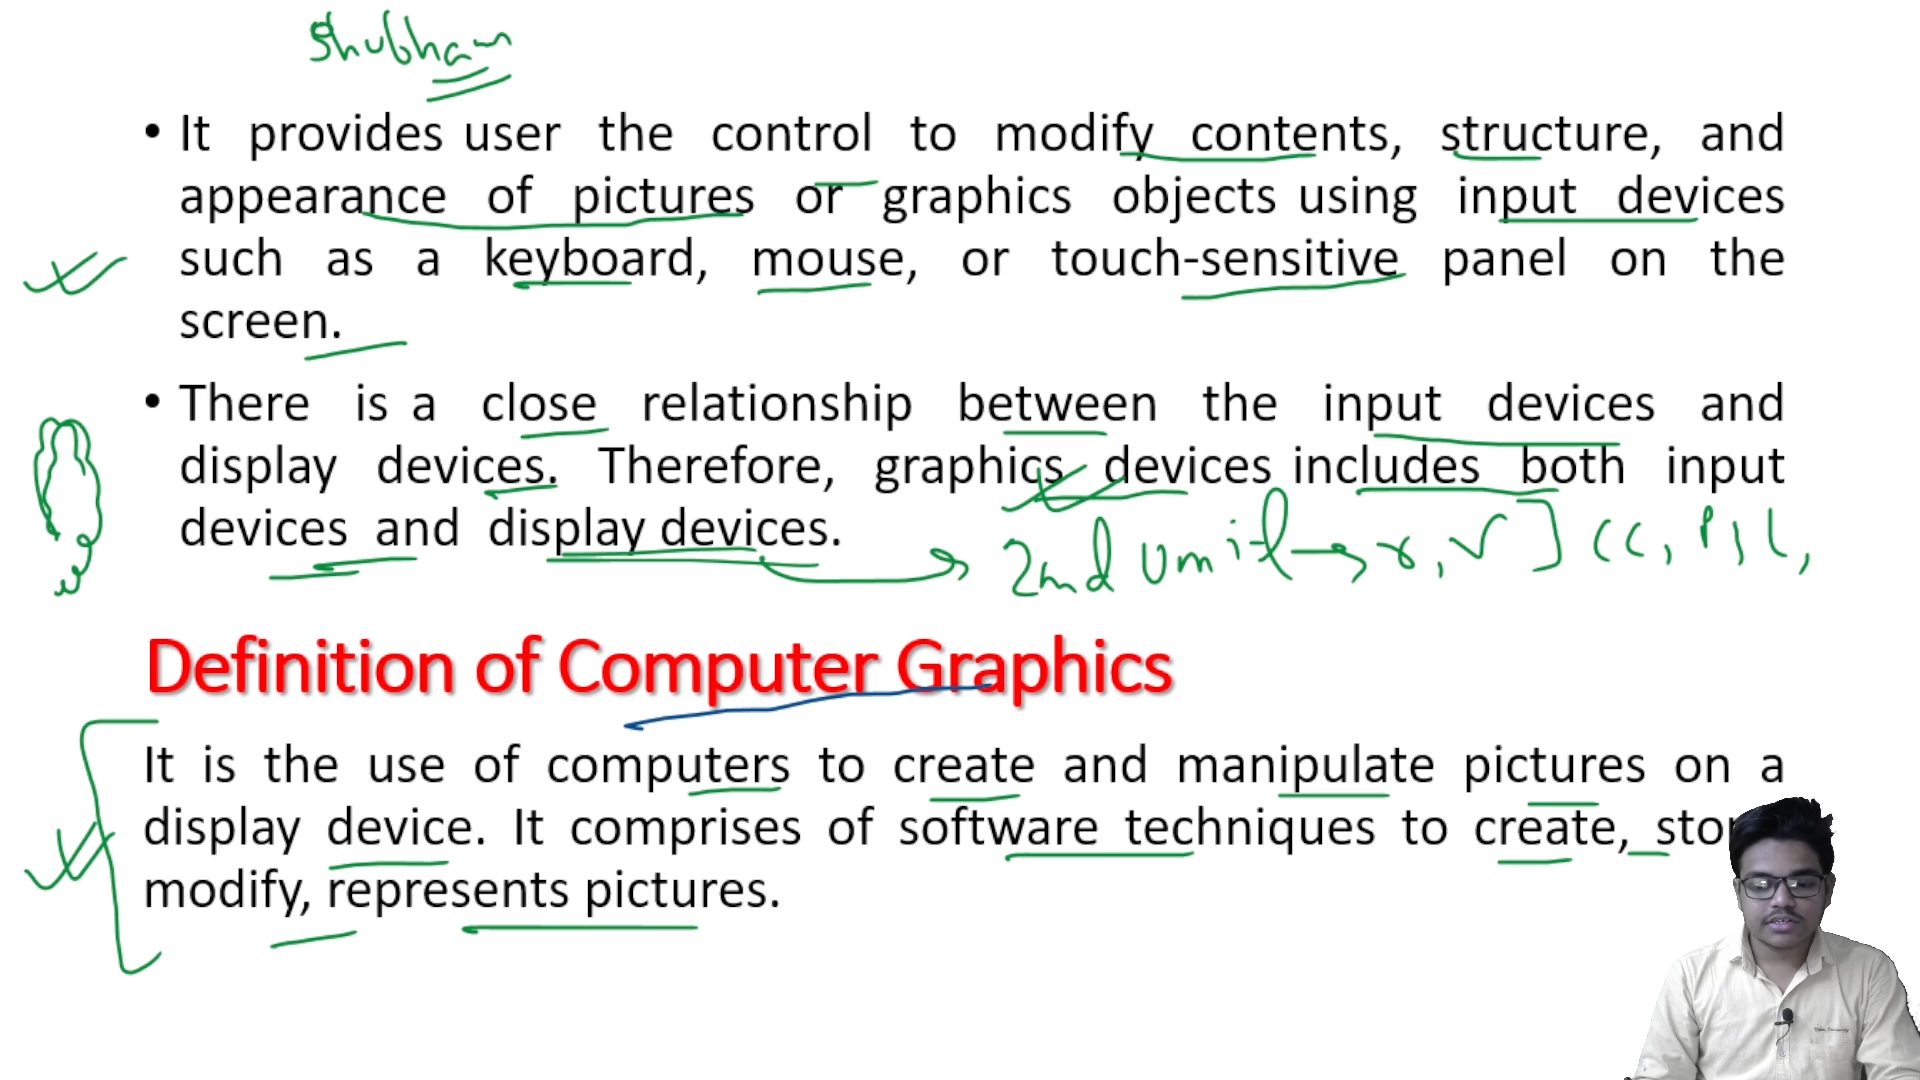 Shubham
• It provides user the control to modify contents, structure, and
appearance of pictures or graphics objects using input devices
such as a keyboard, mouse, or touch-sensitive panel on the
screen.
• There is a close relationship between the input devices and
display devices. Therefore, graphics devices includes both input
devices and display devices.
2nd Unit → r, √ ] (C, P, L,
Definition of Computer Graphics
It is the use of computers to create and manipulate pictures on a
display device. It comprises of software techniques to create,
modify, represents pictures.